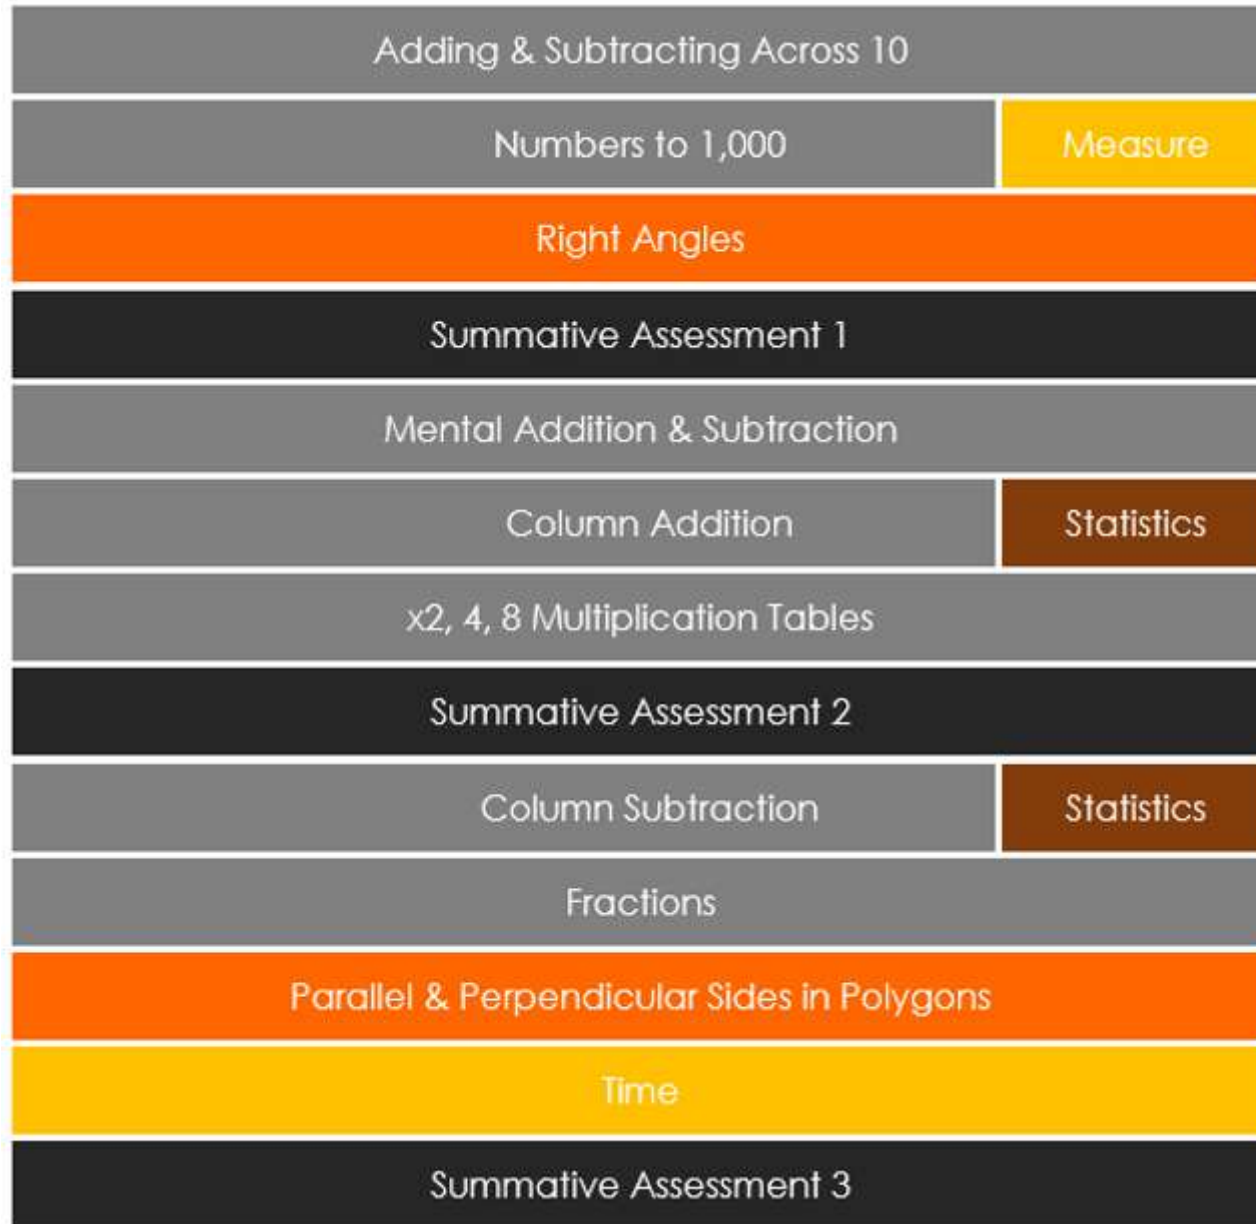 Adding & Subtracting Across 10
Numbers to 1,000
Measure
Right Angles
Summative Assessment 1
Mental Addition & Subtraction
Column Addition
Statistics
x2, 4, 8 Multiplication Tables
Summative Assessment 2
Column Subtraction
Statistics
Fractions
Parallel & Perpendicular Sides in Polygons
Time
Summative Assessment 3